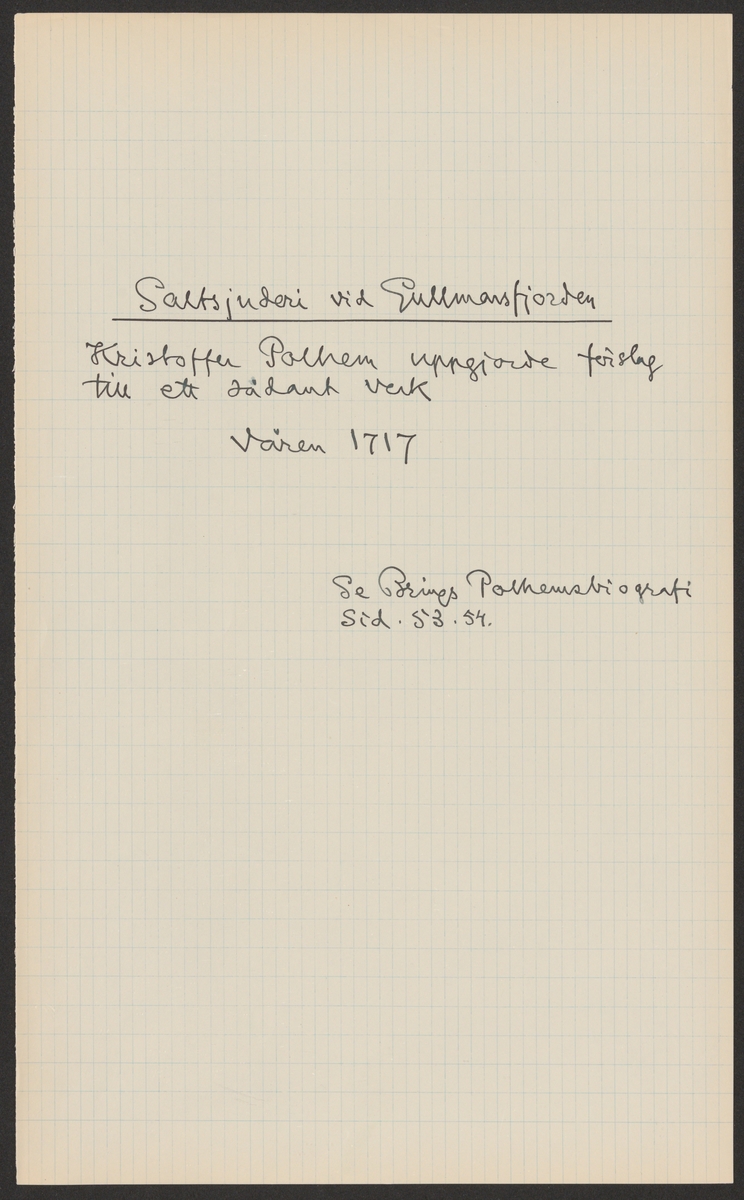 Saltsjuderi vid Gullmarsfjorden
Kristoffer Polhem uppgjorde förslag
till ett sådant verk
Våren 1717
Se Brings Polhemsbiografi
Sid. 53.54.